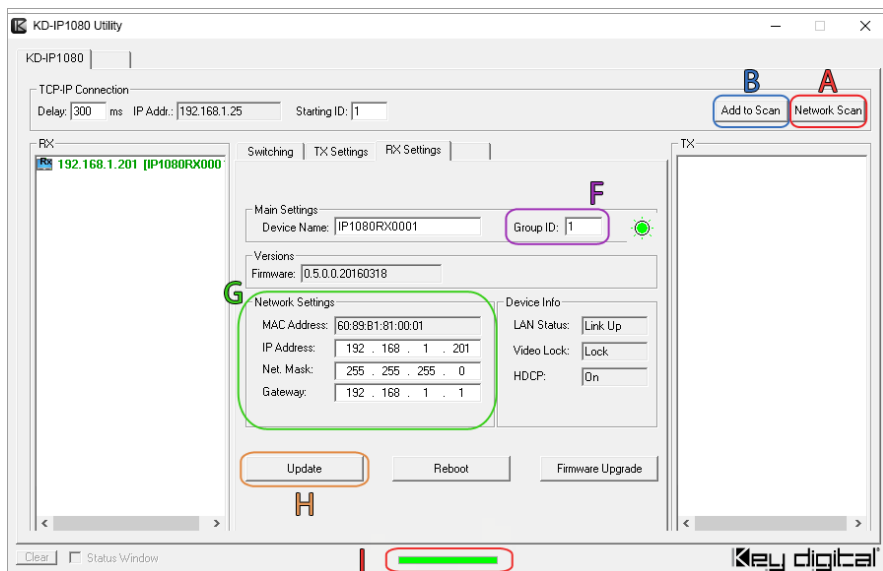 KD-IP1080 Utility
KD-IP1080
TCP-IP Connection
B A
Delay: 300 ms IP Addr.: 192.168.1.25 Starting ID: 1 Add to Scan Network Scan
RX
192.168.1.201 [IP1080RX000
Switching TX Settings RX Settings
TX
F
Main Settings
Device Name: IP1080RX0001 Group ID: 1
Versions
Firmware: 0.5.0.0.20160318
G
Network Settings
MAC Address: 60:89:B1:81:00:01
IP Address: 192 . 168 . 1 . 201
Net. Mask: 255 . 255 . 255 . 0
Gateway: 192 . 168 . 1 . 1
Device Info
LAN Status: Link Up
Video Lock: Lock
HDCP: On
Update Reboot Firmware Upgrade
H
Clear Status Window
I
Key digital